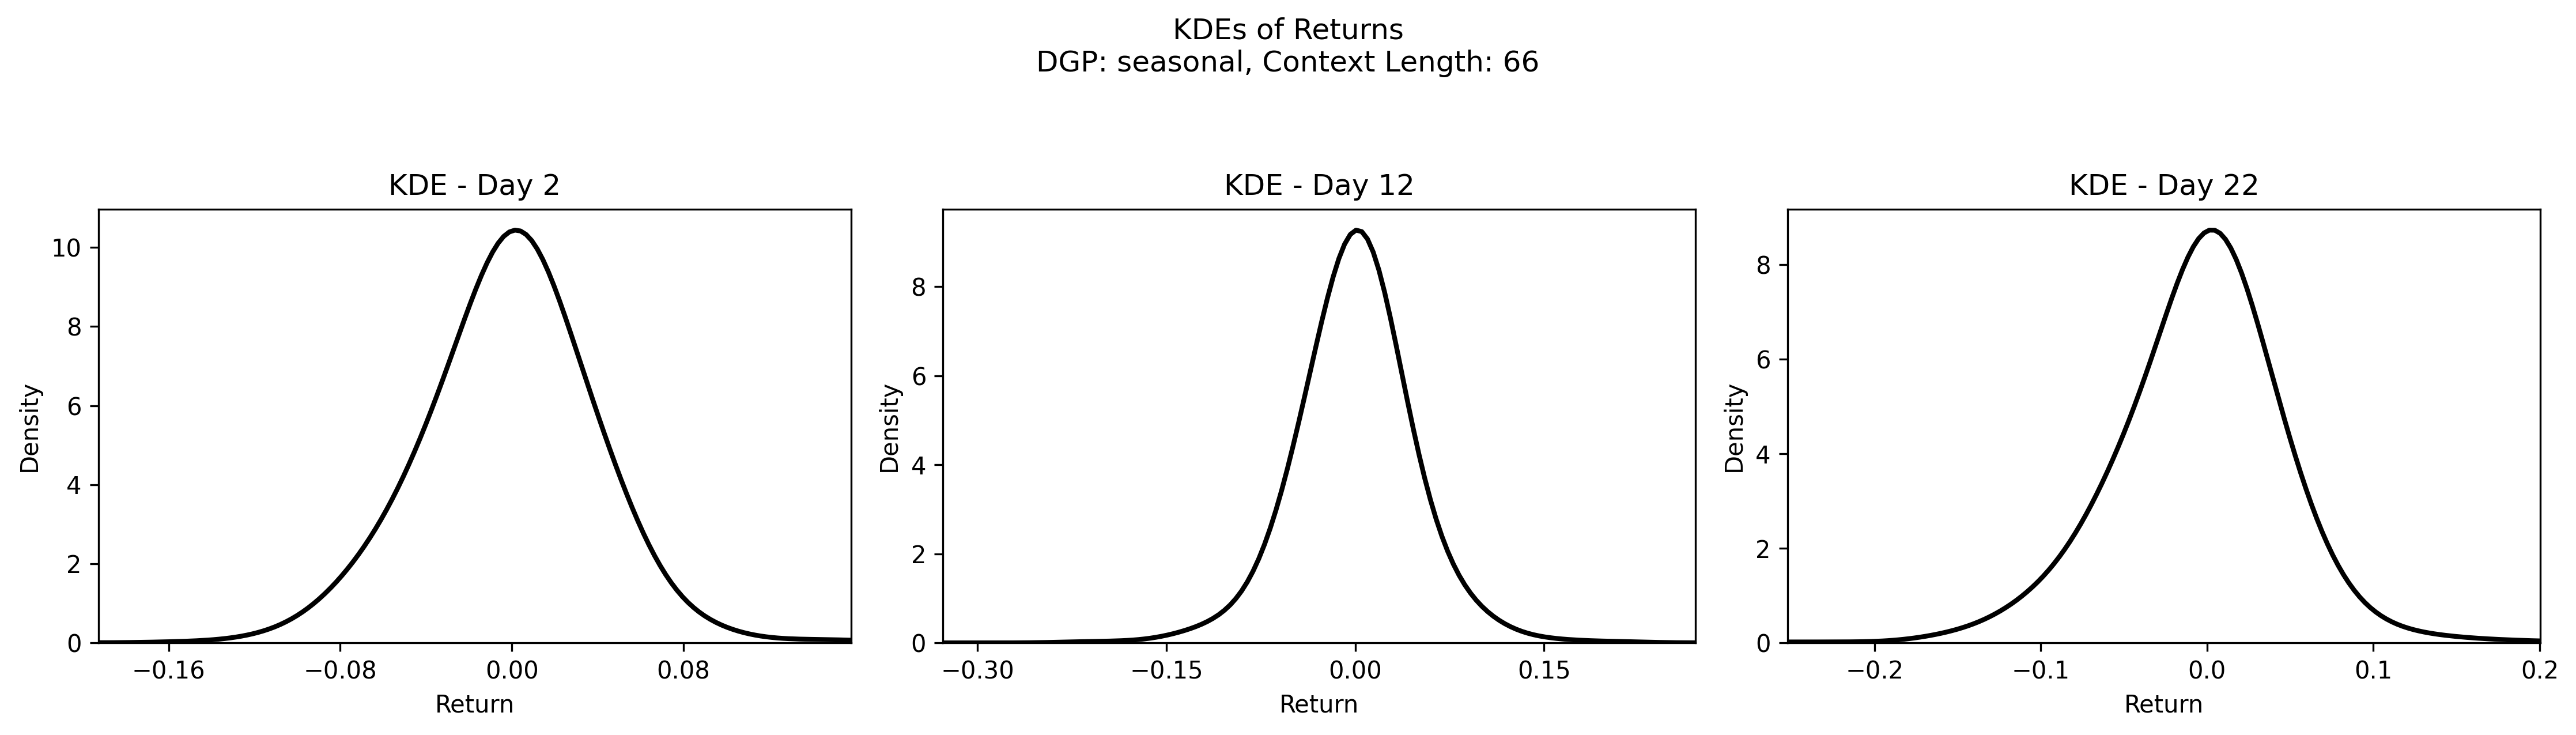 KDEs of Returns
DGP: seasonal, Context Length: 66
KDE - Day 2
10
8
6
4
2
0
Density
−0.16 −0.08 0.00 0.08
Return
KDE - Day 12
8
6
4
2
0
Density
−0.30 −0.15 0.00 0.15
Return
KDE - Day 22
8
6
4
2
0
Density
−0.2 −0.1 0.0 0.1 0.2
Return